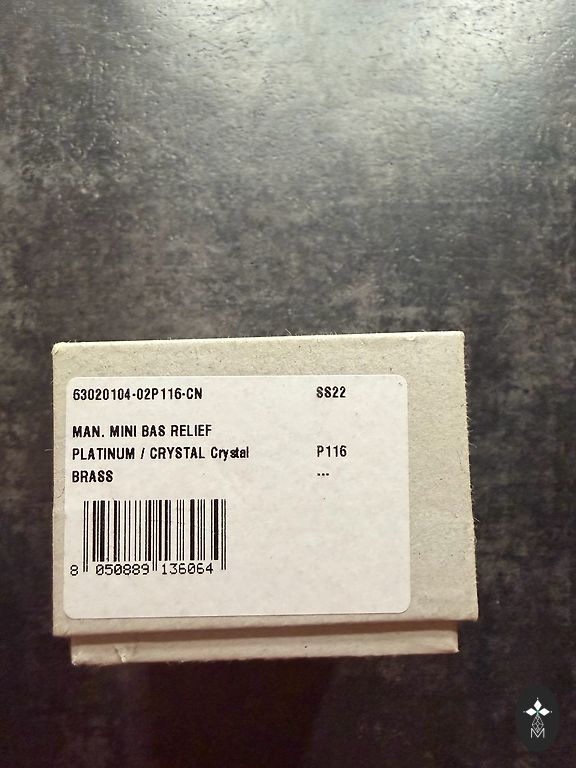 63020104-02P116-CN SS22
MAN. MINI BAS RELIEF
PLATINUM / CRYSTAL Crystal P116
BRASS ---
8 050889 136064
M